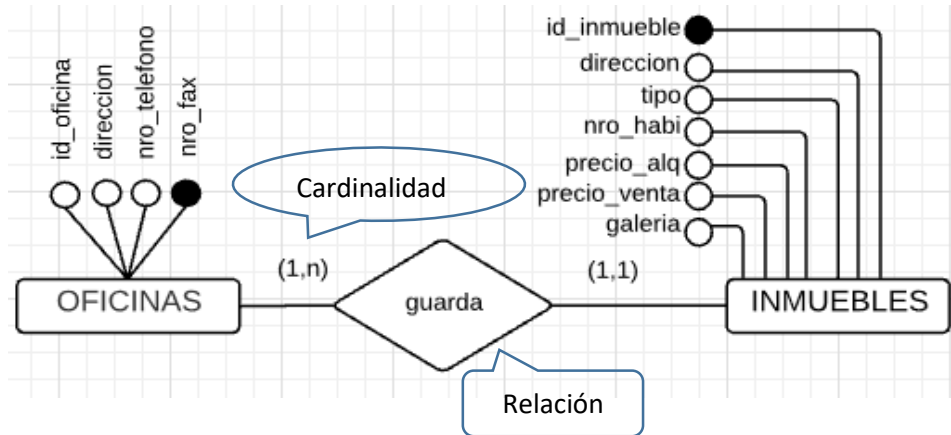 id_oficina
direccion
nro_telefono
nro_fax
id_inmueble
direccion
tipo
nro_habi
precio_alq
precio_venta
galeria
Cardinalidad
(1,n)
(1,1)
OFICINAS
guarda
INMUEBLES
Relación